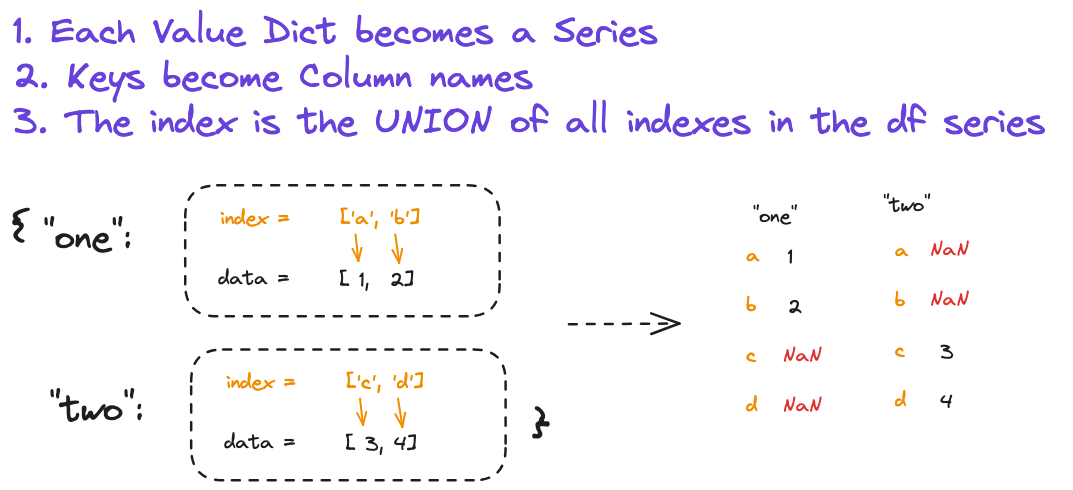 1. Each Value Dict becomes a Series
2. Keys become Column names
3. The index is the UNION of all indexes in the df series
{ "one":
index = ['a', 'b']
data = [ 1, 2]
"two":
index = ['c', 'd']
data = [ 3, 4]
}
"one" "two"
a 1 a NaN
b 2 b NaN
c NaN c 3
d NaN d 4